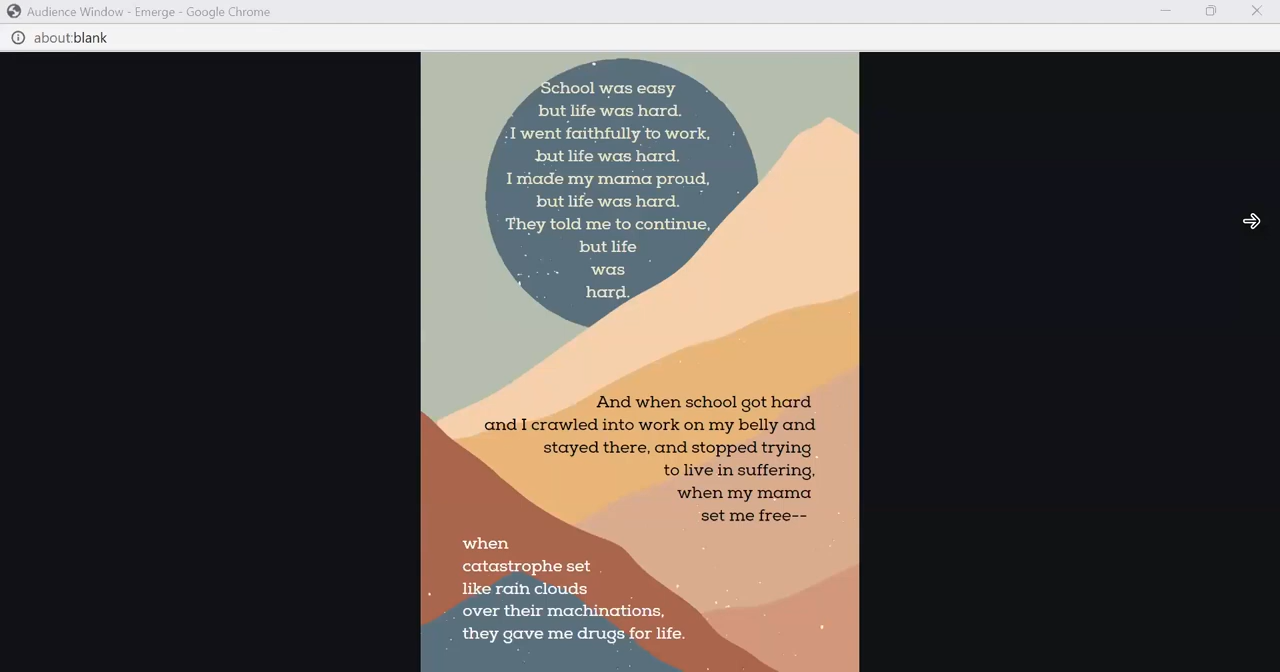 Audience Window - Emerge - Google Chrome
about:blank
School was easy
but life was hard.
I went faithfully to work,
but life was hard.
I made my mama proud,
but life was hard.
They told me to continue,
but life
was
hard.
And when school got hard
and I crawled into work on my belly and
stayed there, and stopped trying
to live in suffering,
when my mama
set me free--
when
catastrophe set
like rain clouds
over their machinations,
they gave me drugs for life.